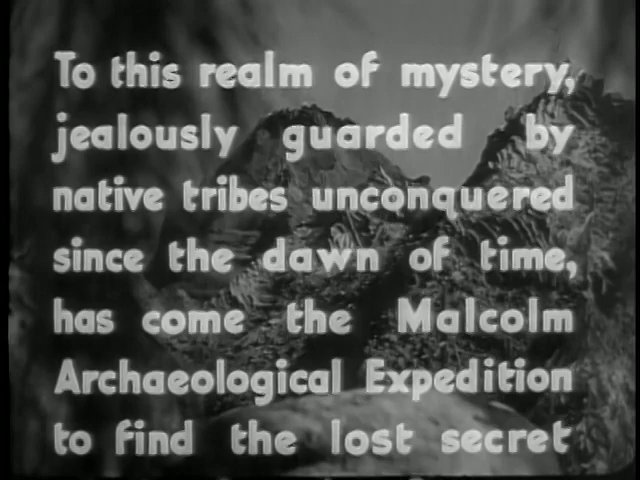 To this realm of mystery,
jealously guarded by
native tribes unconquered
since the dawn of time,
has come the Malcolm
Archaeological Expedition
to find the lost secret